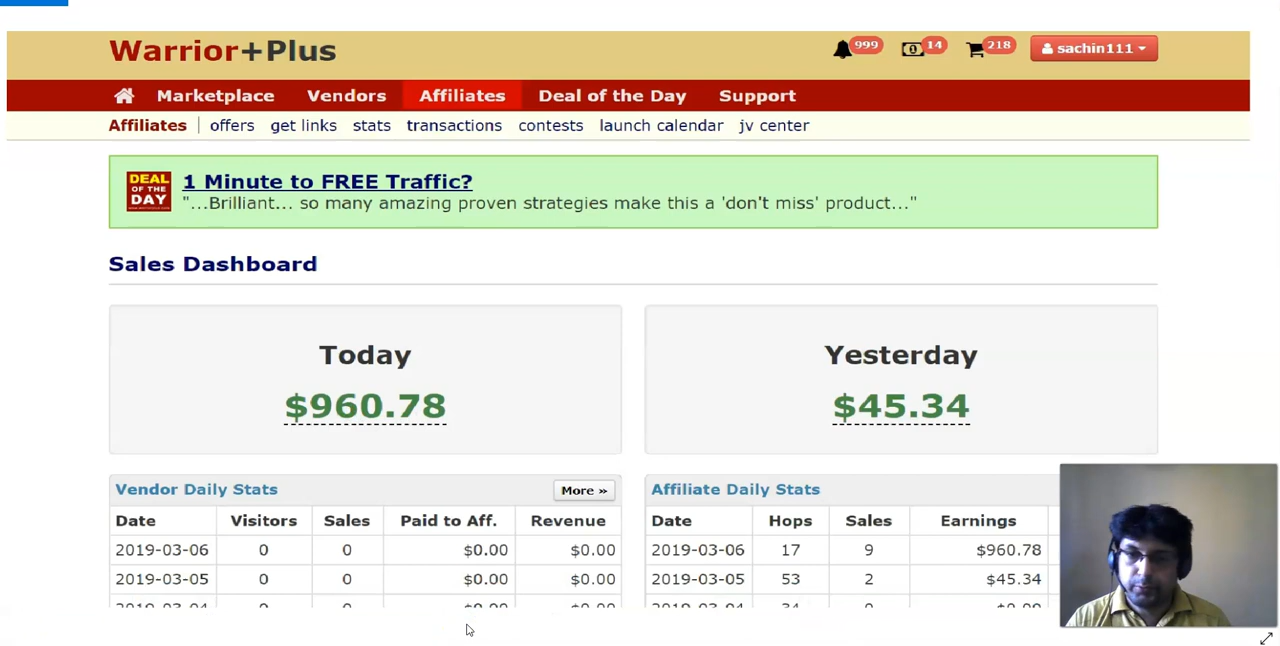 Warrior+Plus
999 14 218 sachin111
Marketplace Vendors Affiliates Deal of the Day Support
Affiliates offers get links stats transactions contests launch calendar jv center
DEAL OF THE DAY
1 Minute to FREE Traffic?
"...Brilliant... so many amazing proven strategies make this a 'don't miss' product..."
Sales Dashboard
Today
$960.78
Yesterday
$45.34
Vendor Daily Stats More »
Date Visitors Sales Paid to Aff. Revenue
2019-03-06 0 0 $0.00 $0.00
2019-03-05 0 0 $0.00 $0.00
Affiliate Daily Stats
Date Hops Sales Earnings
2019-03-06 17 9 $960.78
2019-03-05 53 2 $45.34